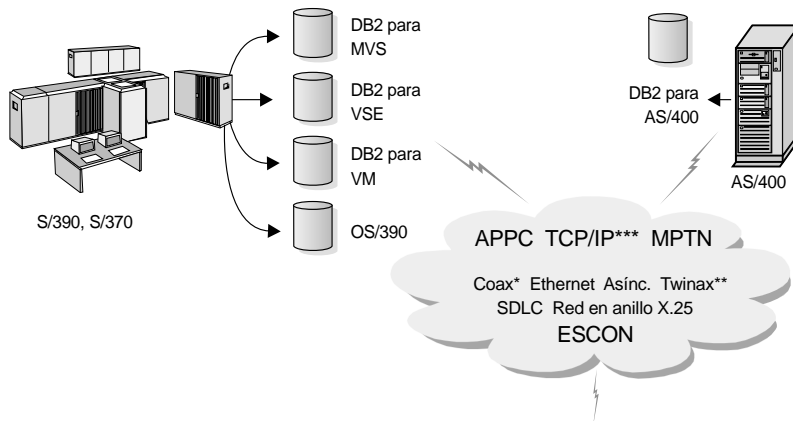 DB2 para
MVS
DB2 para
VSE
DB2 para
VM
OS/390
S/390, S/370
DB2 para
AS/400
AS/400
APPC TCP/IP*** MPTN
Coax* Ethernet Asínc. Twinax**
SDLC Red en anillo X.25
ESCON